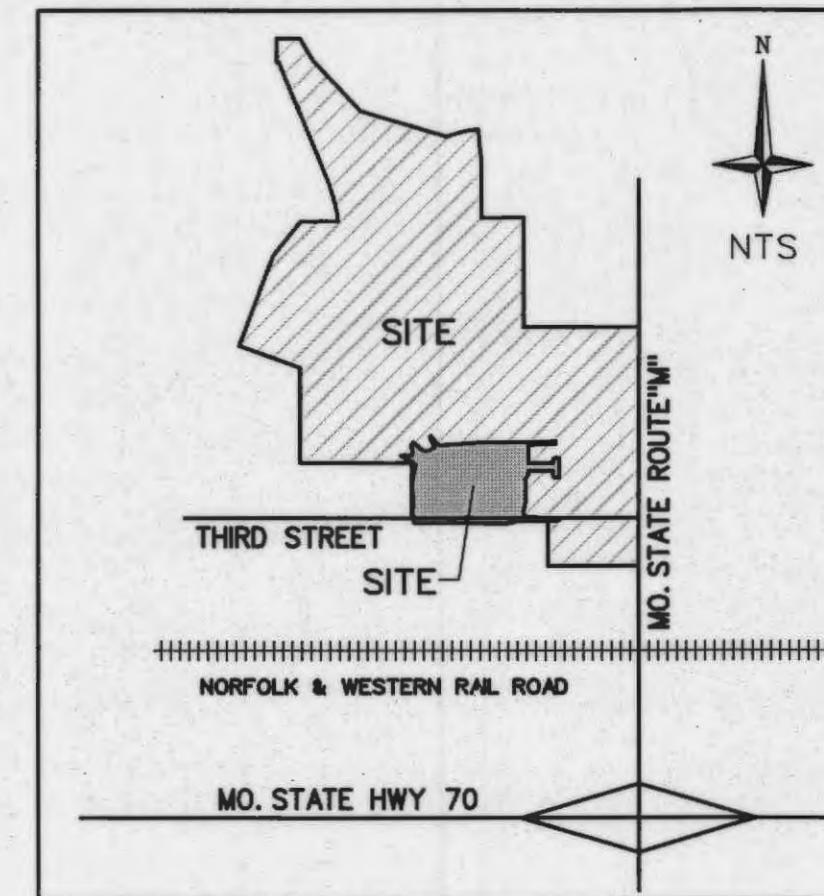 N
NTS
SITE
MO. STATE ROUTE"M"
THIRD STREET
SITE
NORFOLK & WESTERN RAIL ROAD
MO. STATE HWY 70